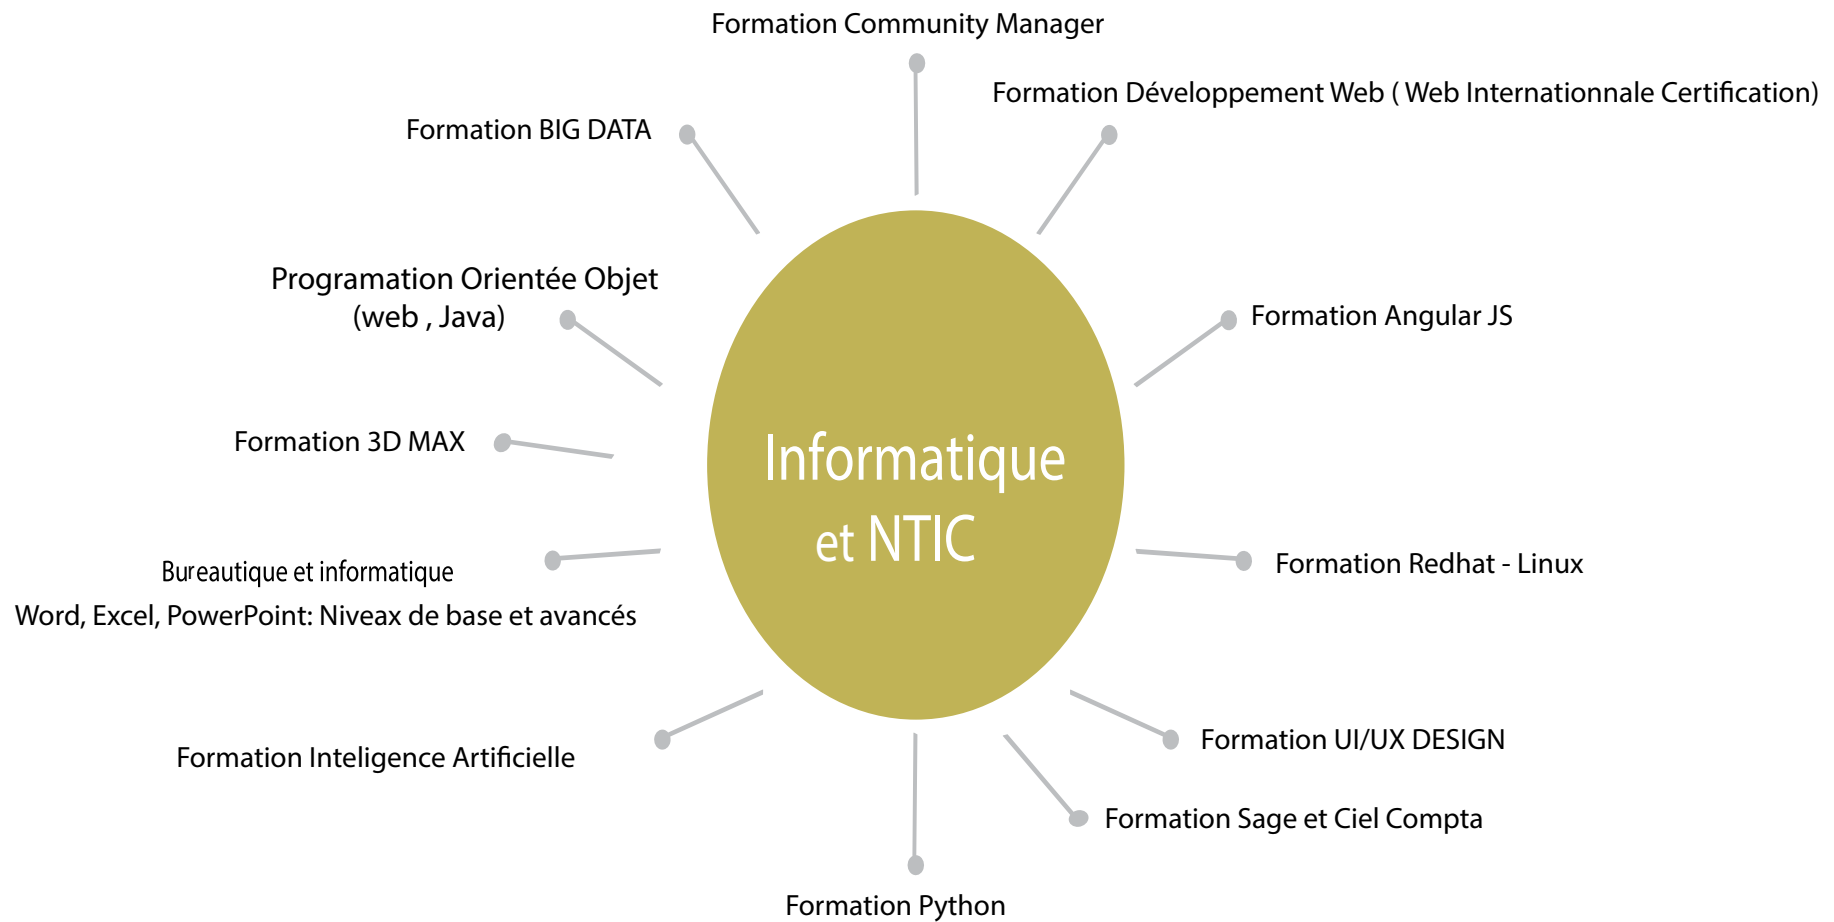 Formation Community Manager
Formation Développement Web ( Web Internationnale Certification)
Formation BIG DATA
Programation Orientée Objet
(web , Java)
Formation Angular JS
Formation 3D MAX
Informatique
et NTIC
Bureautique et informatique
Word, Excel, PowerPoint: Niveax de base et avancés
Formation Redhat - Linux
Formation Inteligence Artificielle
Formation UI/UX DESIGN
Formation Sage et Ciel Compta
Formation Python